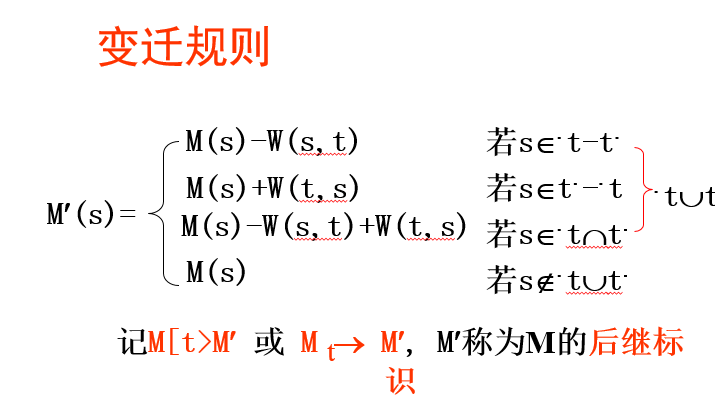 变迁规则
M(s)-W(s,t) 若s∈˙t-t˙
M(s)+W(t,s) 若s∈t˙-˙t
M′(s)= ˙t∪t
M(s)-W(s,t)+W(t,s) 若s∈˙t∩t˙
M(s) 若s∉˙t∪t˙
记M[t>M′ 或 M t→ M′, M′称为M的后继标
识